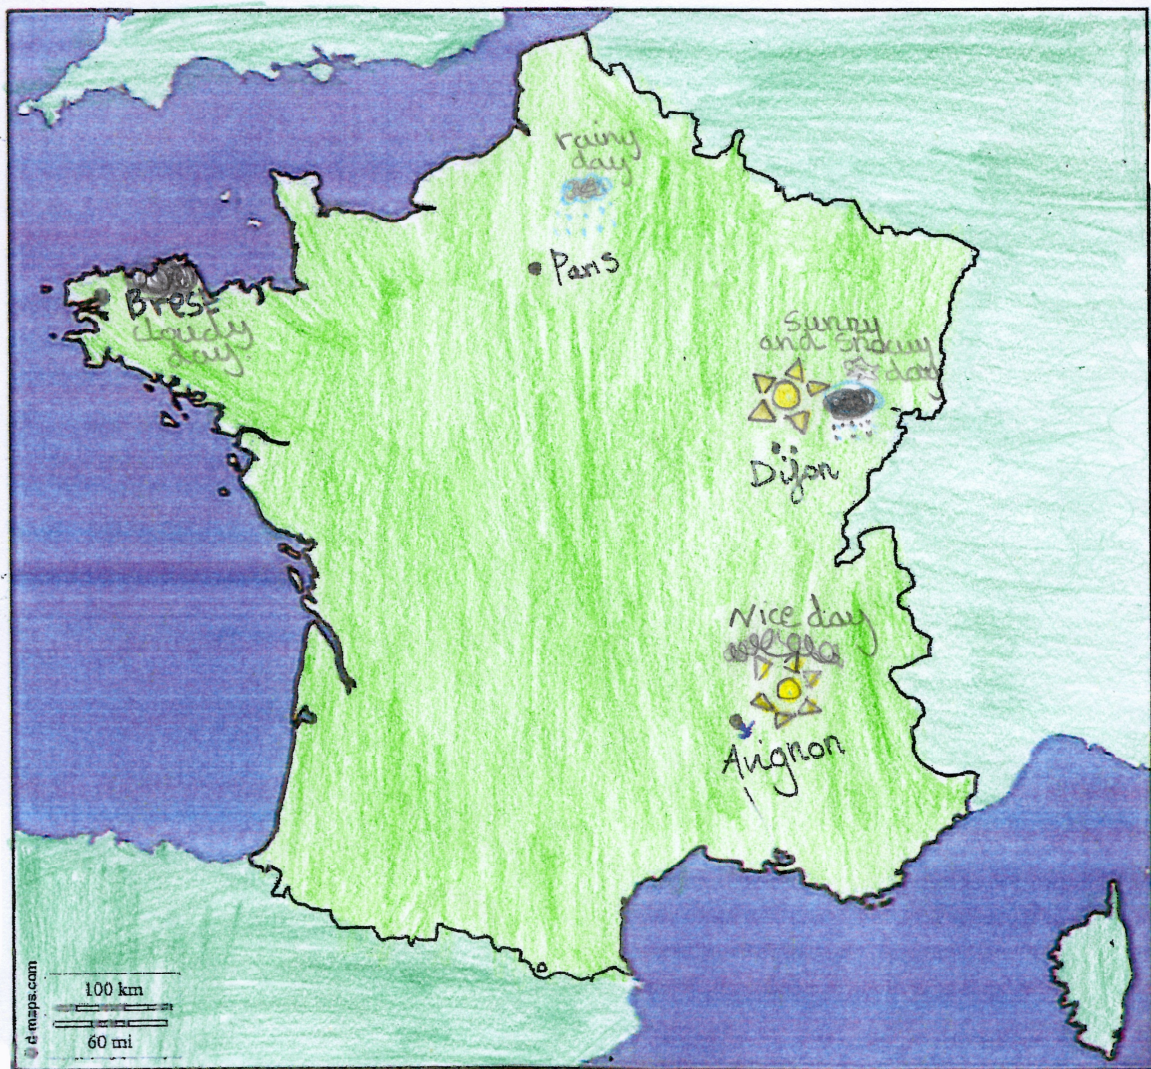 rainy
day
Paris
Brest
cloudy
day
Sunny
and Snowy
day
Dijon
Nice day
Avignon
d-maps.com
100 km
60 mi